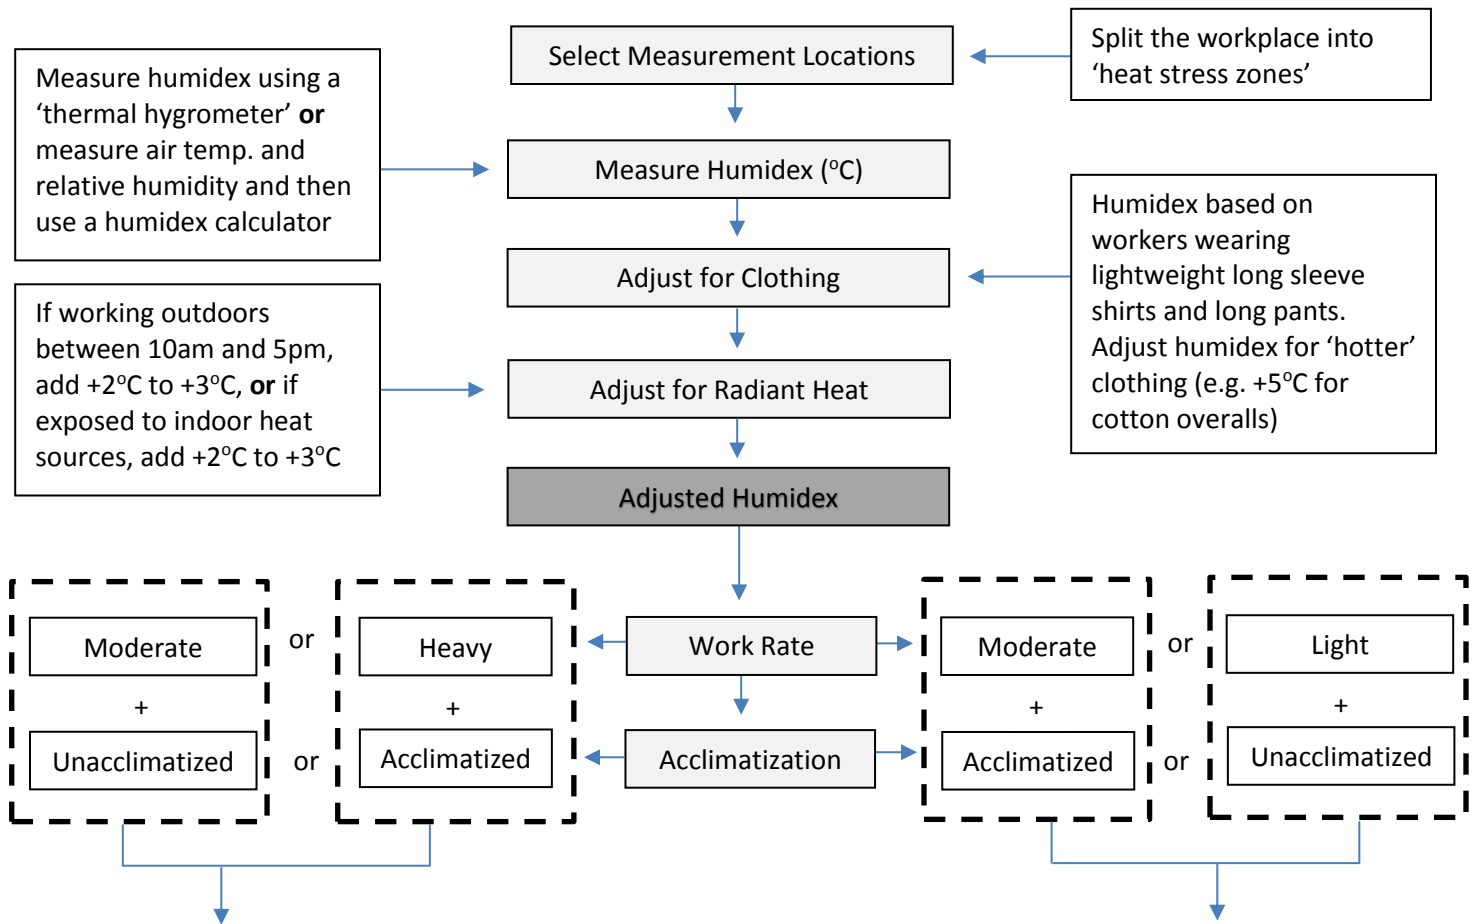 Select Measurement Locations
Split the workplace into
‘heat stress zones’
Measure humidex using a
‘thermal hygrometer’ or
measure air temp. and
relative humidity and then
use a humidex calculator
Measure Humidex (°C)
Humidex based on
workers wearing
lightweight long sleeve
shirts and long pants.
Adjust humidex for ‘hotter’
clothing (e.g. +5°C for
cotton overalls)
Adjust for Clothing
If working outdoors
between 10am and 5pm,
add +2°C to +3°C, or if
exposed to indoor heat
sources, add +2°C to +3°C
Adjust for Radiant Heat
Adjusted Humidex
Moderate or Heavy Work Rate Moderate or Light
+ + + +
Unacclimatized or Acclimatized Acclimatization Acclimatized or Unacclimatized